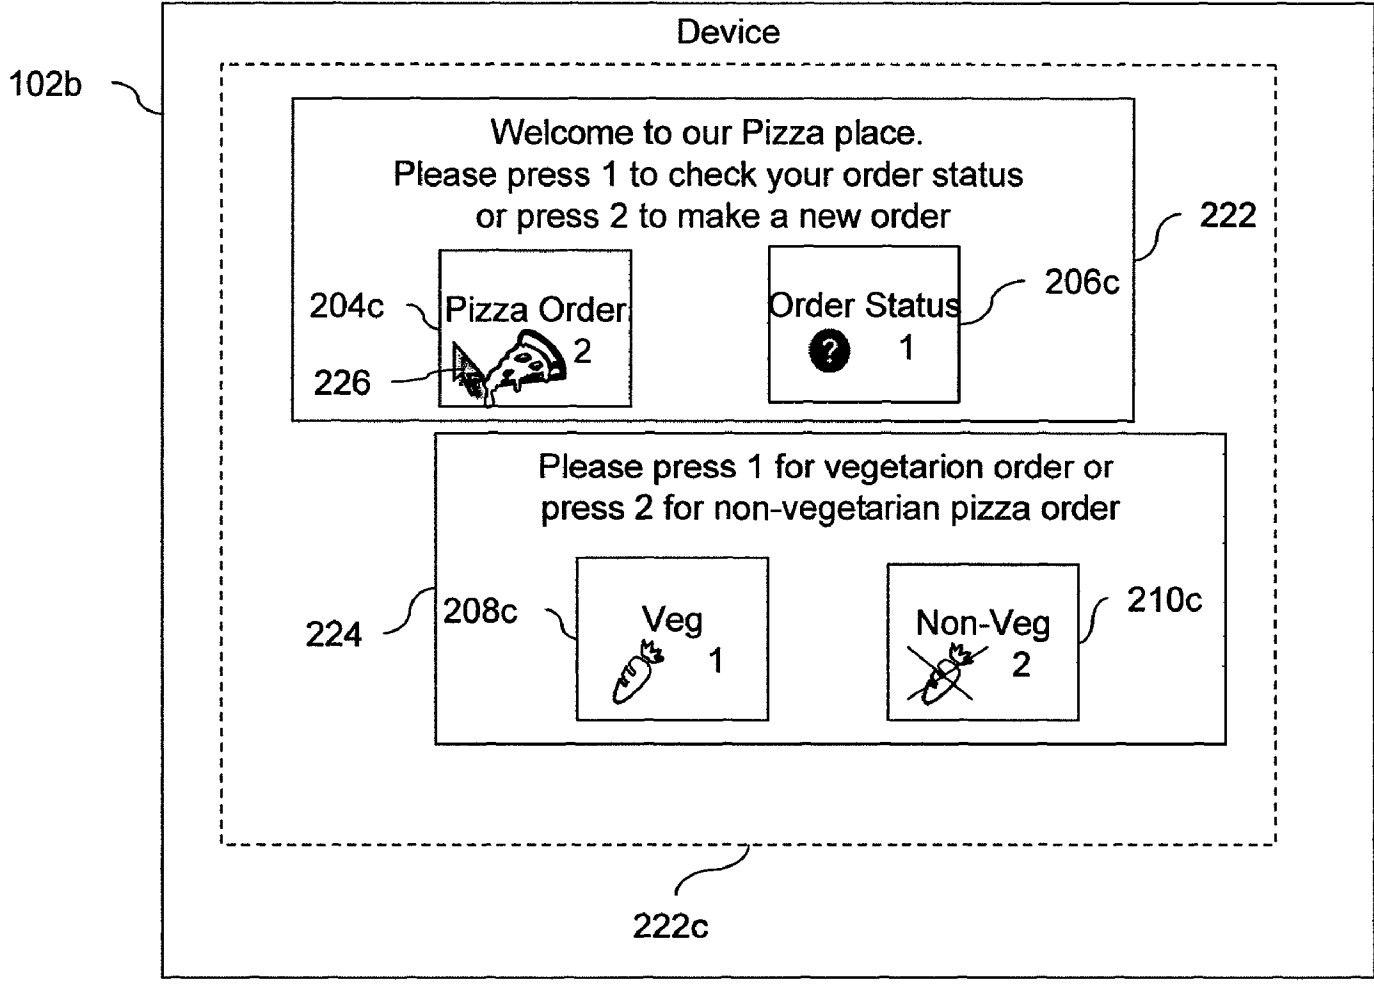 Device
102b
Welcome to our Pizza place.
Please press 1 to check your order status
or press 2 to make a new order
222
204c
Pizza Order
2
226
Order Status
? 1
206c
Please press 1 for vegetarion order or
press 2 for non-vegetarian pizza order
224
208c
Veg
1
Non-Veg
2
210c
222c